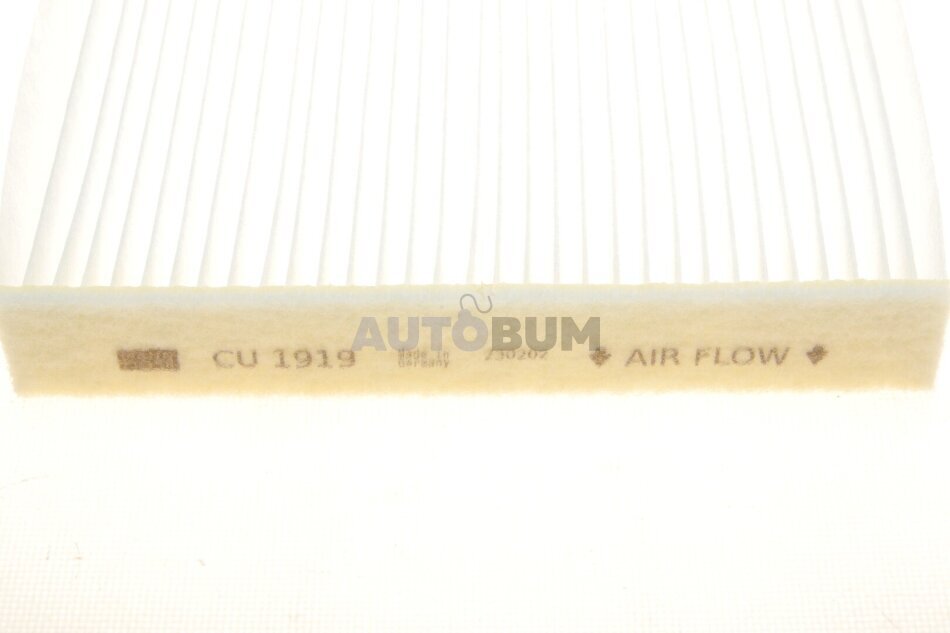 AUTOBUM
CU 1919 Made in Germany 230202 AIR FLOW